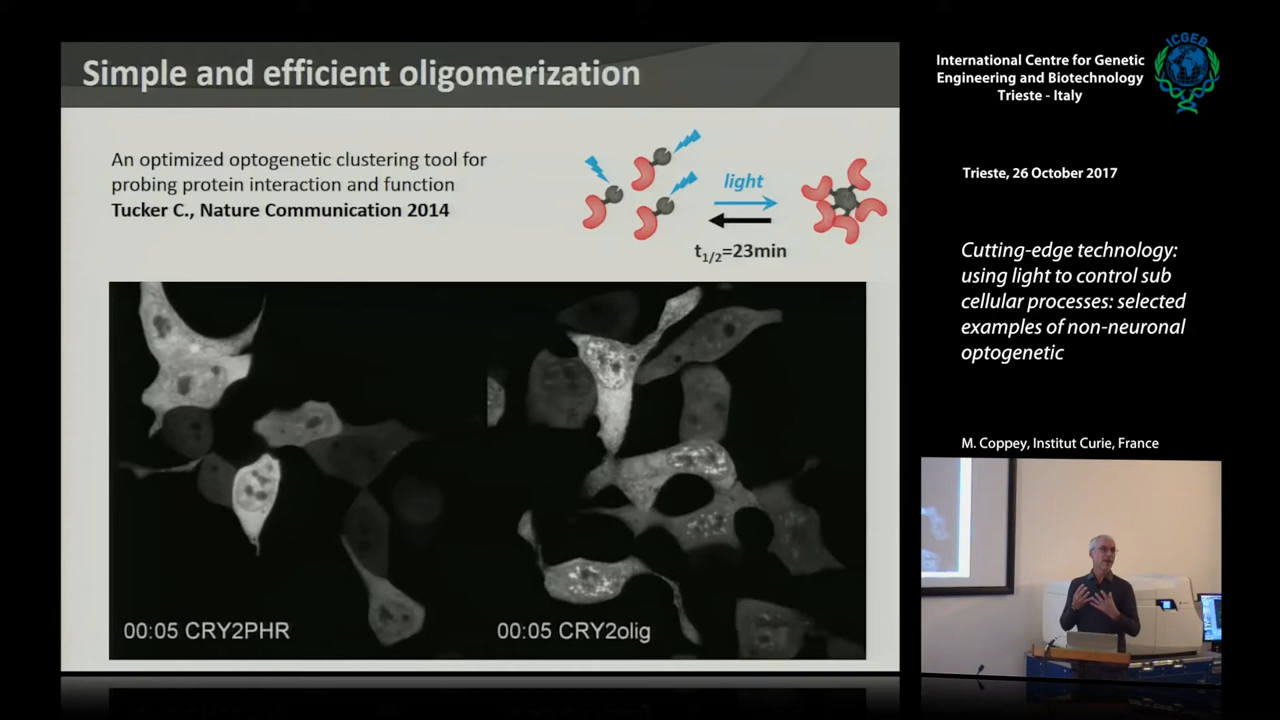 Simple and efficient oligomerization
An optimized optogenetic clustering tool for
probing protein interaction and function
Tucker C., Nature Communication 2014
light
t1/2=23min
00:05 CRY2PHR
00:05 CRY2olig
International Centre for Genetic
Engineering and Biotechnology
Trieste - Italy
ICGEB
Trieste, 26 October 2017
Cutting-edge technology:
using light to control sub
cellular processes: selected
examples of non-neuronal
optogenetic
M. Coppey, Institut Curie, France